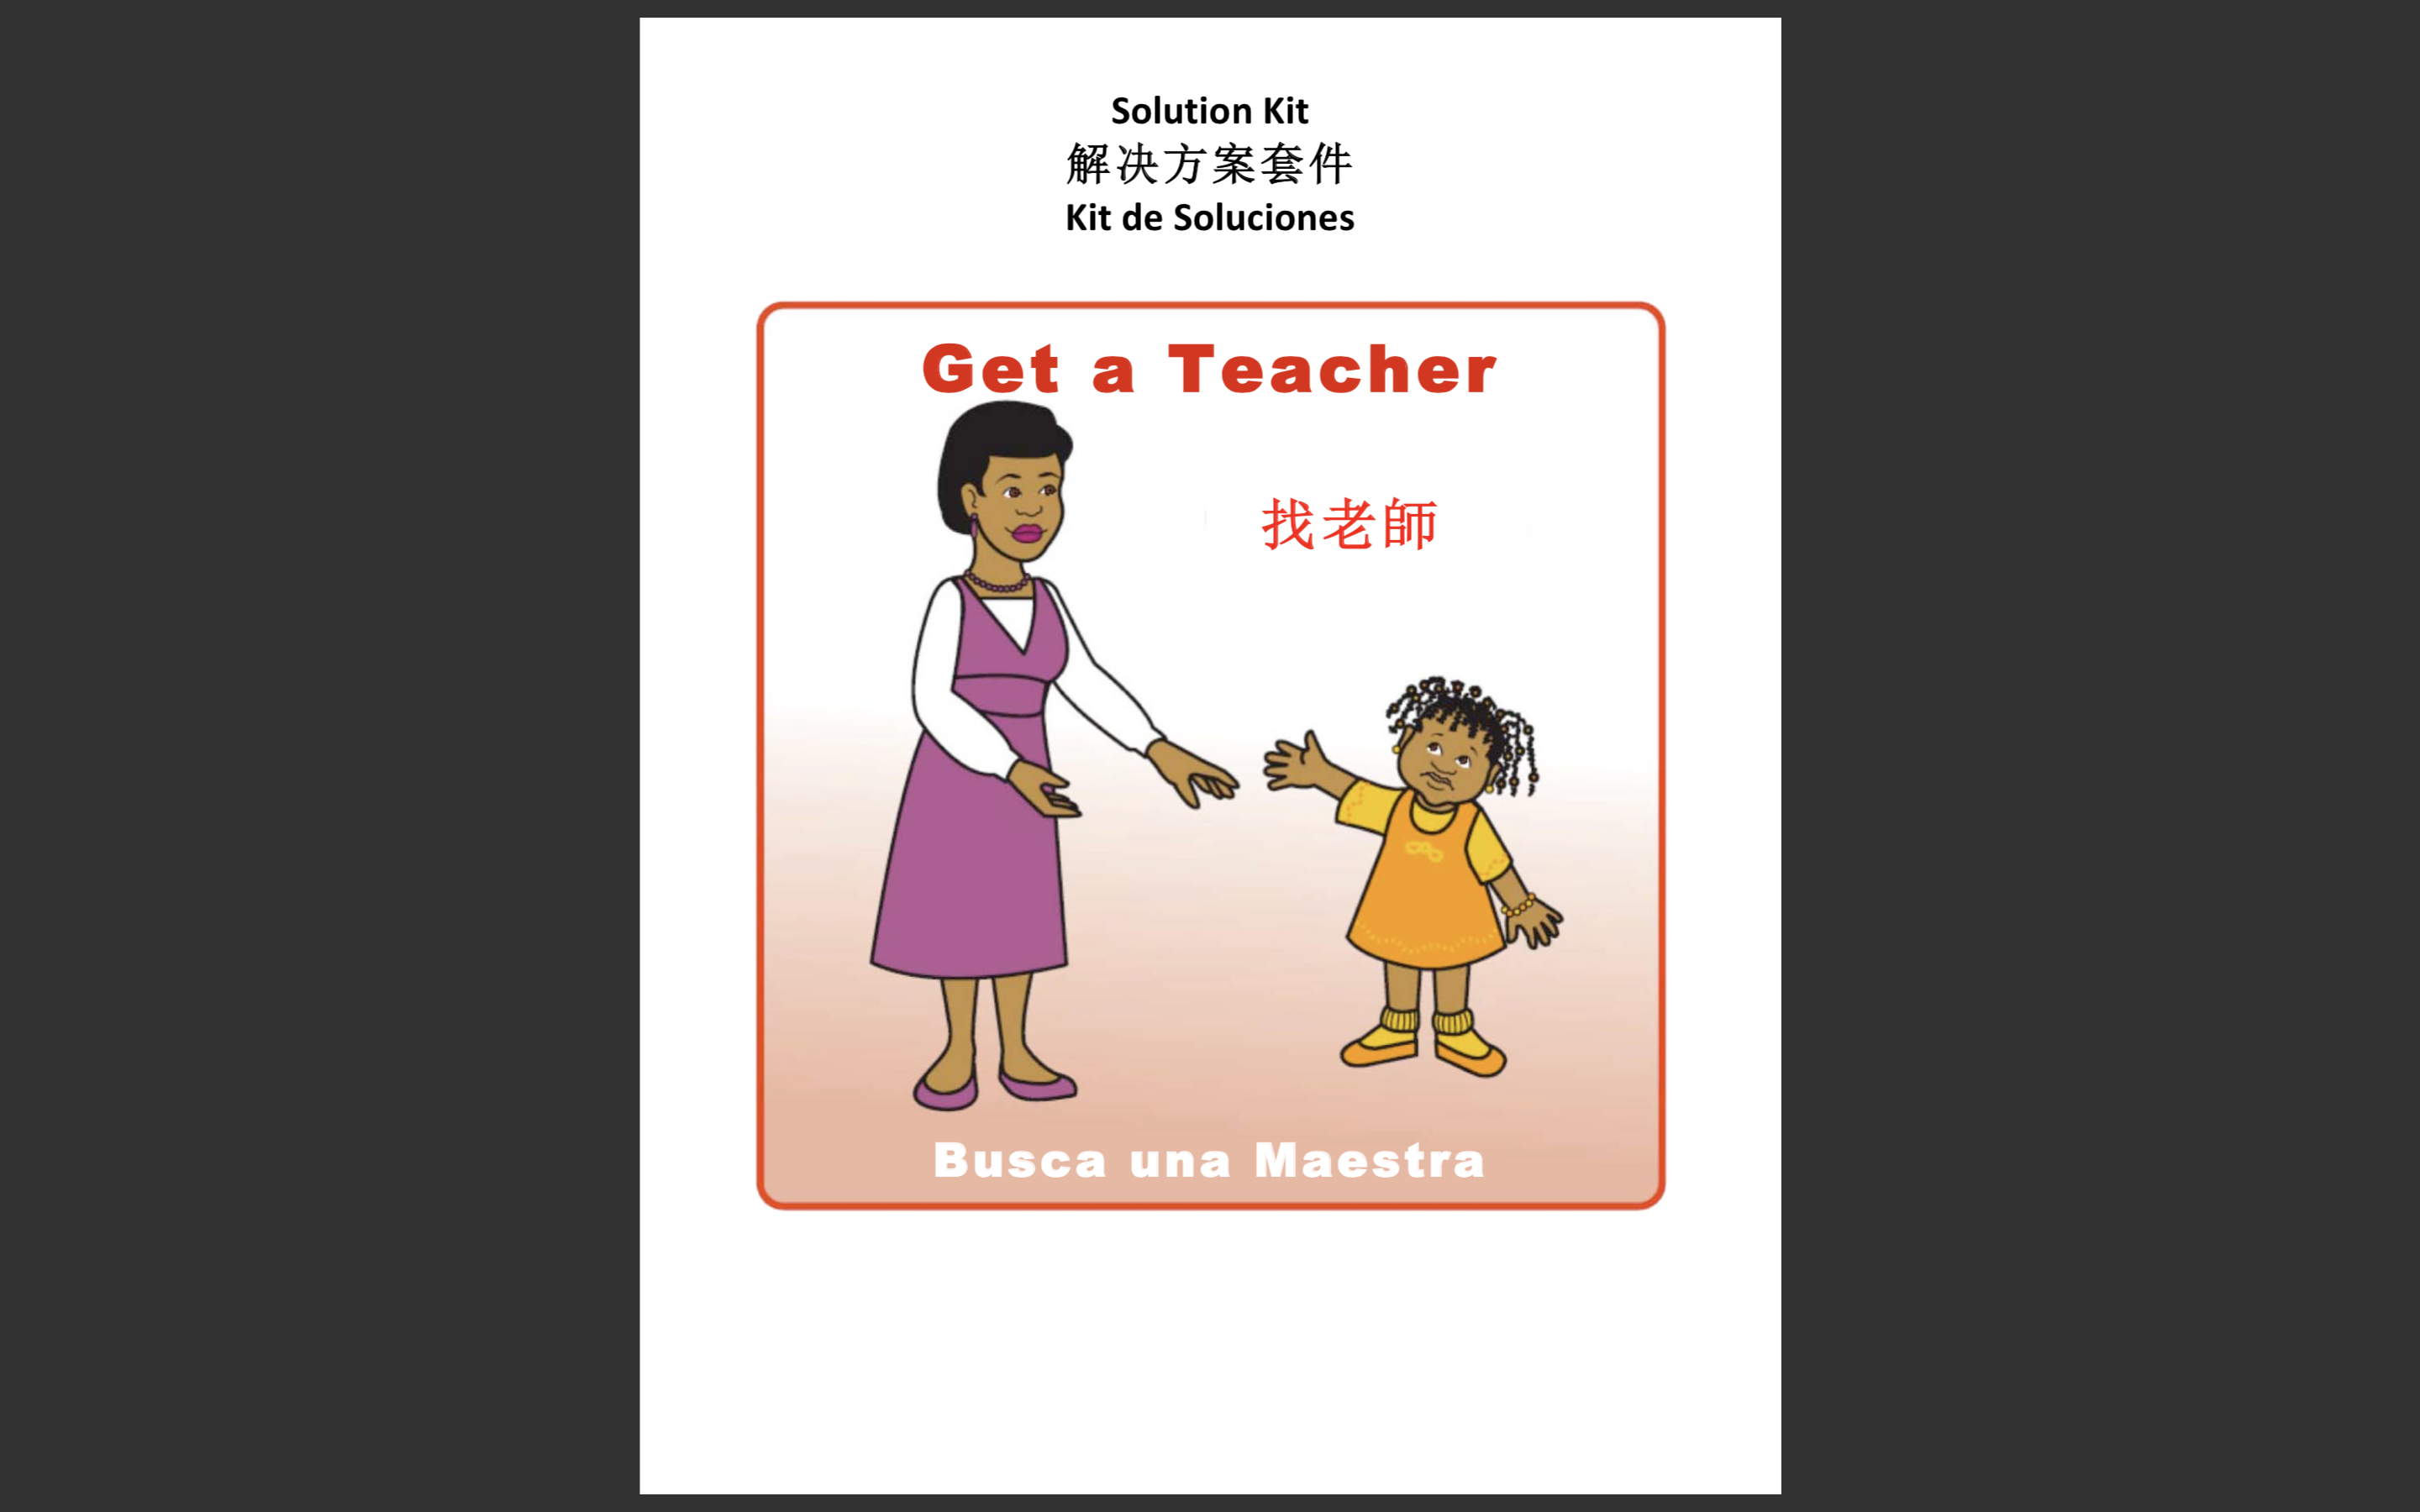 Solution Kit
解决方案套件
Kit de Soluciones
Get a Teacher
找老師
Busca una Maestra